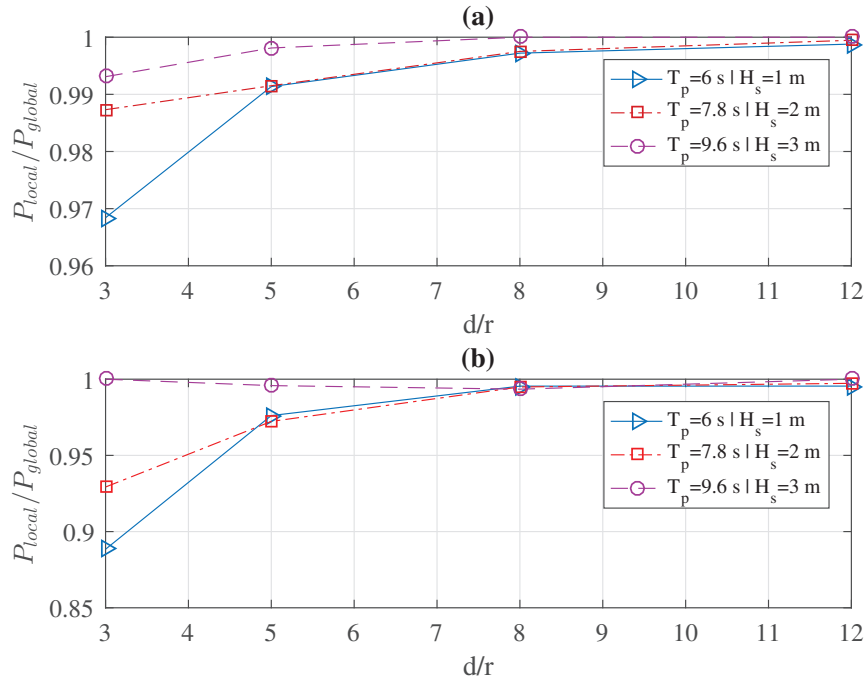 (a)
1
0.99
0.98
0.97
0.96
P_local/P_global
T_p=6 s | H_s=1 m
T_p=7.8 s | H_s=2 m
T_p=9.6 s | H_s=3 m
3 4 5 6 7 8 9 10 11 12
d/r
(b)
1
0.95
0.9
0.85
P_local/P_global
T_p=6 s | H_s=1 m
T_p=7.8 s | H_s=2 m
T_p=9.6 s | H_s=3 m
3 4 5 6 7 8 9 10 11 12
d/r